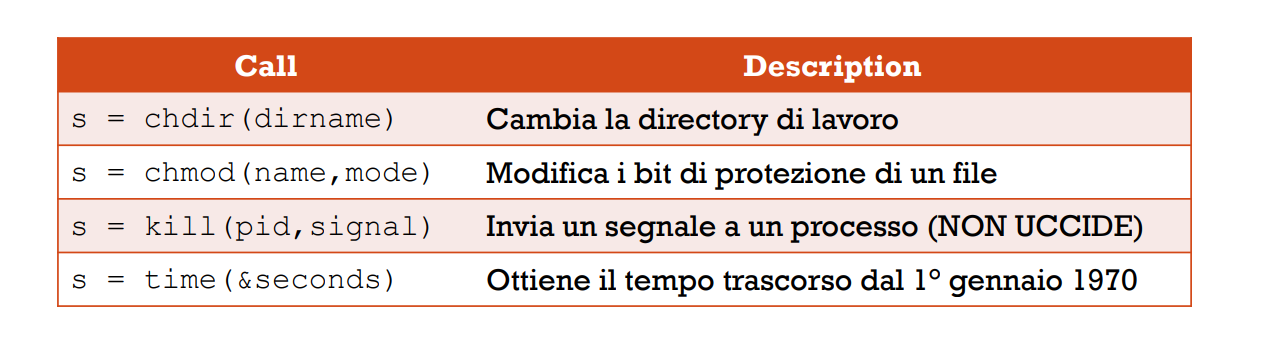 Call Description
s = chdir(dirname) Cambia la directory di lavoro
s = chmod(name,mode) Modifica i bit di protezione di un file
s = kill(pid,signal) Invia un segnale a un processo (NON UCCIDE)
s = time(&seconds) Ottiene il tempo trascorso dal 1° gennaio 1970